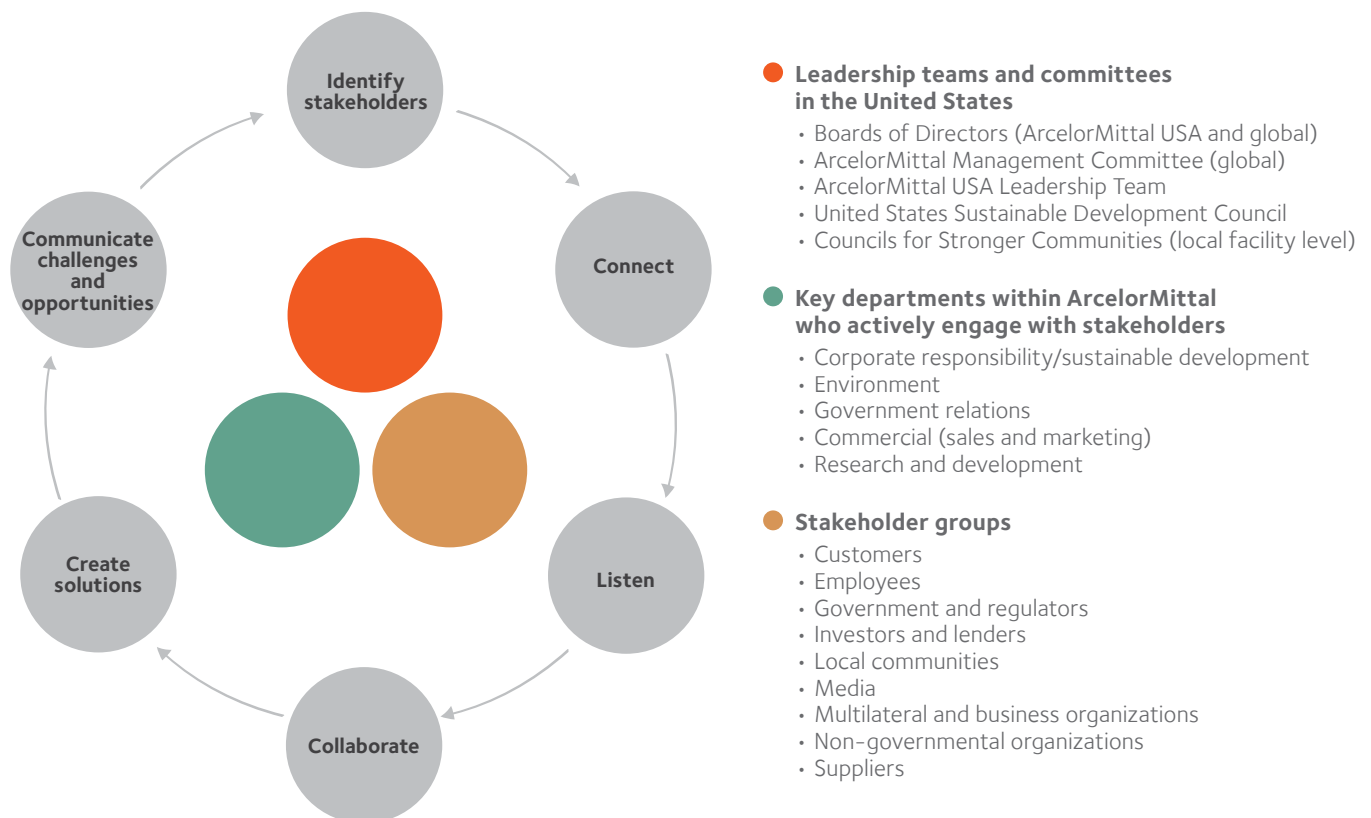 Identify
stakeholders
Connect
Listen
Collaborate
Create
solutions
Communicate
challenges
and
opportunities
Leadership teams and committees
in the United States
• Boards of Directors (ArcelorMittal USA and global)
• ArcelorMittal Management Committee (global)
• ArcelorMittal USA Leadership Team
• United States Sustainable Development Council
• Councils for Stronger Communities (local facility level)
Key departments within ArcelorMittal
who actively engage with stakeholders
• Corporate responsibility/sustainable development
• Environment
• Government relations
• Commercial (sales and marketing)
• Research and development
Stakeholder groups
• Customers
• Employees
• Government and regulators
• Investors and lenders
• Local communities
• Media
• Multilateral and business organizations
• Non-governmental organizations
• Suppliers